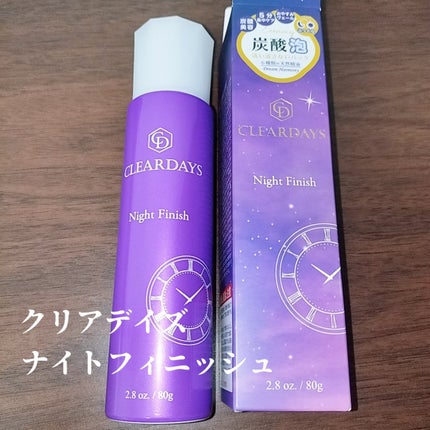 CD
CLEARDAYS
Night Finish
2.8 oz. / 80g
炭酸泡
CLEARDAYS
Night Finish
2.8 oz. / 80g
クリアデイズ
ナイトフィニッシュ